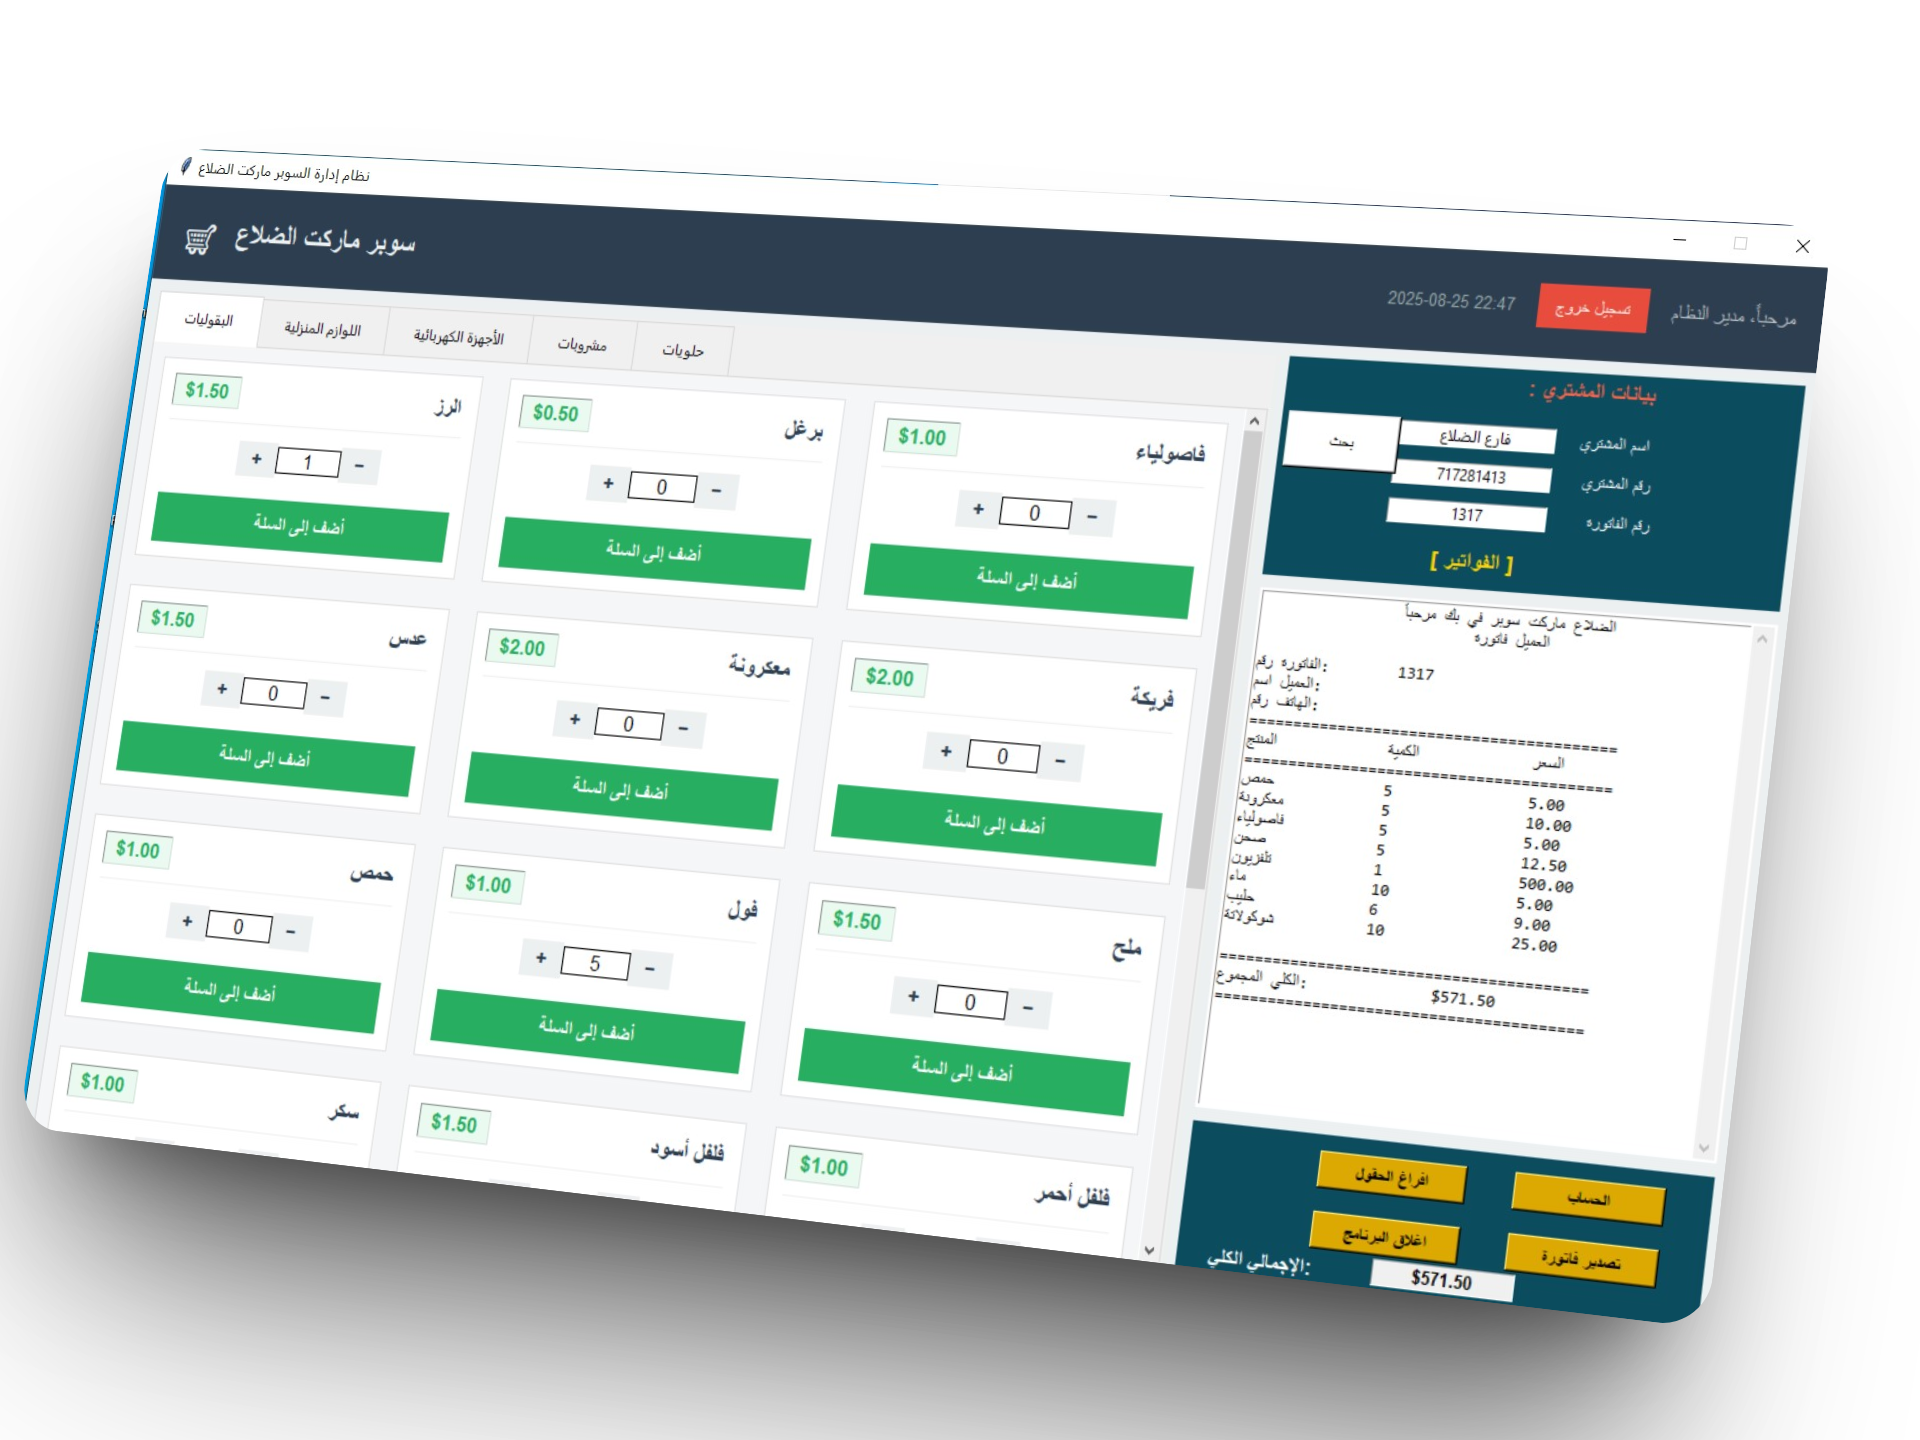 نظام إدارة السوبر ماركت الضلاع
سوبر ماركت الضلاع
مرحباً، مدير النظام
تسجيل خروج
2025-08-25 22:47
البقوليات
اللوازم المنزلية
الأجهزة الكهربائية
مشروبات
حلويات
الرز
$1.50
+ 1 −
أضف إلى السلة
برغل
$0.50
+ 0 −
أضف إلى السلة
فاصولياء
$1.00
+ 0 −
أضف إلى السلة
عدس
$1.50
+ 0 −
أضف إلى السلة
معكرونة
$2.00
+ 0 −
أضف إلى السلة
فريكة
$2.00
+ 0 −
أضف إلى السلة
حمص
$1.00
+ 0 −
أضف إلى السلة
فول
$1.00
+ 5 −
أضف إلى السلة
ملح
$1.50
+ 0 −
أضف إلى السلة
سكر
$1.00
فلفل أسود
$1.50
فلفل أحمر
$1.00
بيانات المشتري :
اسم المشتري
فارع الضلاع
بحث
رقم المشتري
717281413
رقم الفاتوره
1317
[ الفواتير ]
الضلاع ماركت سوبر في بك مرحباً
العميل فاتوره
الفاتوره رقم: 1317
العميل اسم:
الهاتف رقم:
=========================================
المنتج الكمية السعر
=========================================
حمص 5 5.00
معكرونة 5 10.00
فاصولياء 5 5.00
صحن 5 12.50
تلفزيون 1 500.00
ماء 10 5.00
حليب 6 9.00
شوكولاتة 10 25.00
=========================================
الكلي المجموع: $571.50
=========================================
افراغ الحقول
الحساب
اغلاق البرنامج
تصدير فاتورة
الإجمالي الكلي:
$571.50